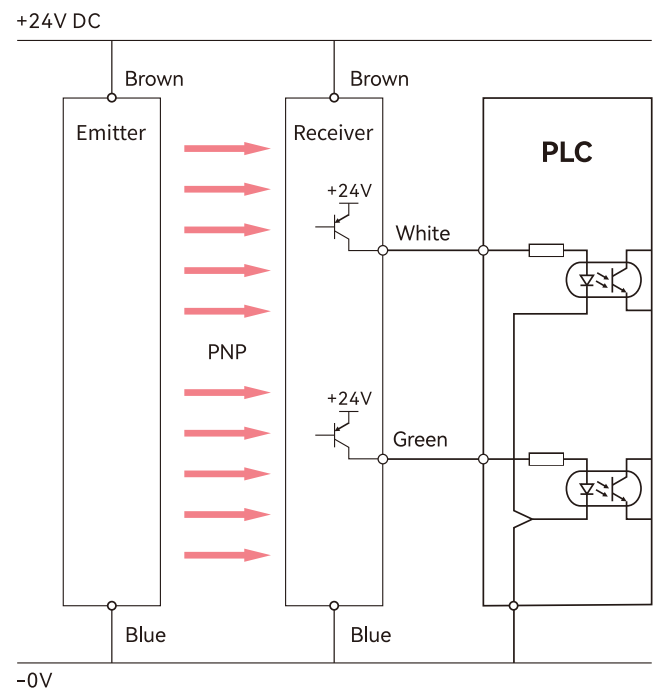 +24V DC
Brown
Brown
Emitter
Receiver
PLC
+24V
White
PNP
+24V
Green
Blue
Blue
-0V